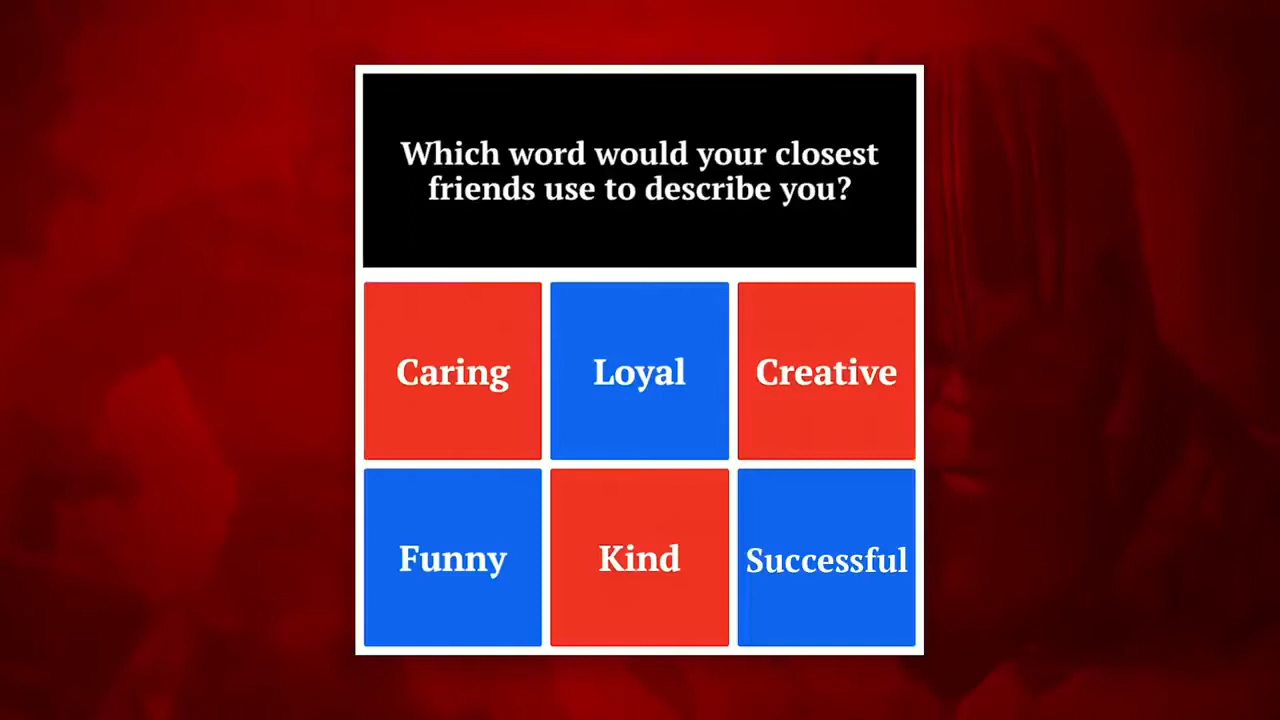 Which word would your closest
friends use to describe you?
Caring
Loyal
Creative
Funny
Kind
Successful